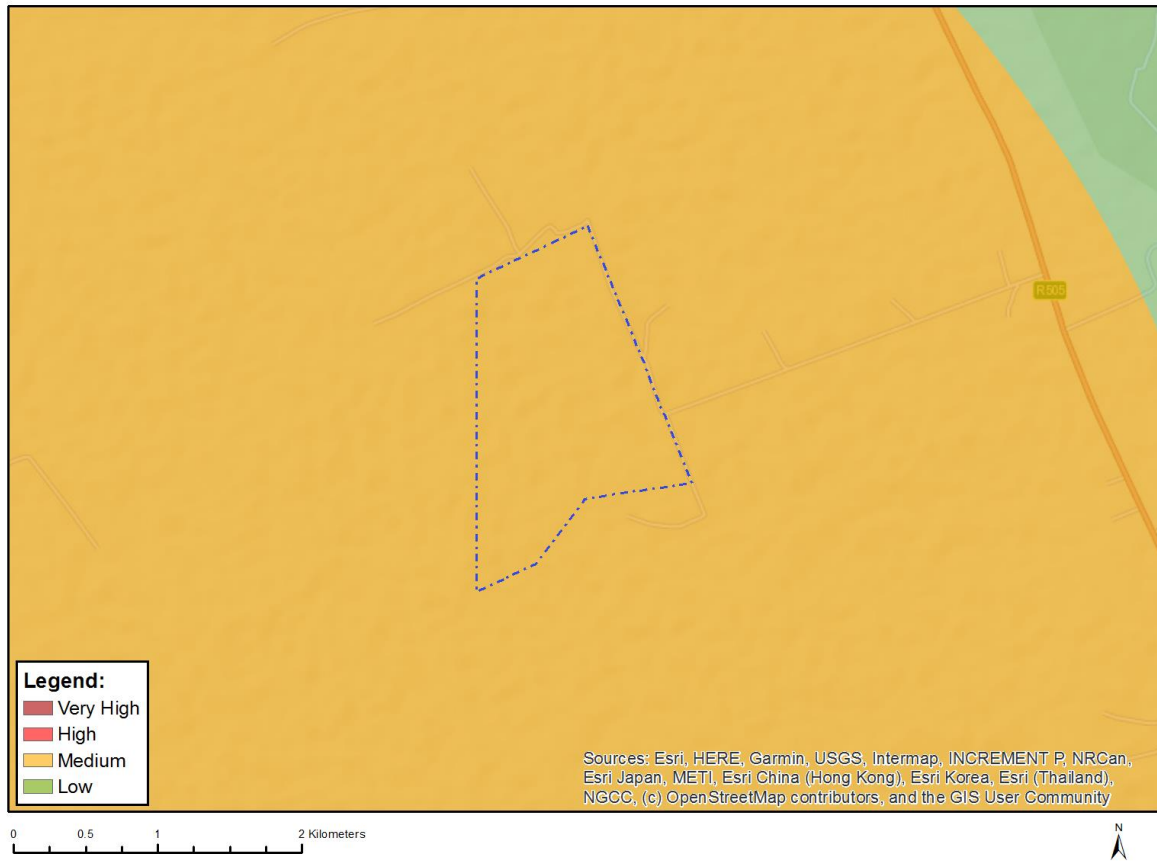 R505
Legend:
Very High
High
Medium
Low
Sources: Esri, HERE, Garmin, USGS, Intermap, INCREMENT P, NRCan,
Esri Japan, METI, Esri China (Hong Kong), Esri Korea, Esri (Thailand),
NGCC, (c) OpenStreetMap contributors, and the GIS User Community
0 0.5 1 2 Kilometers
N